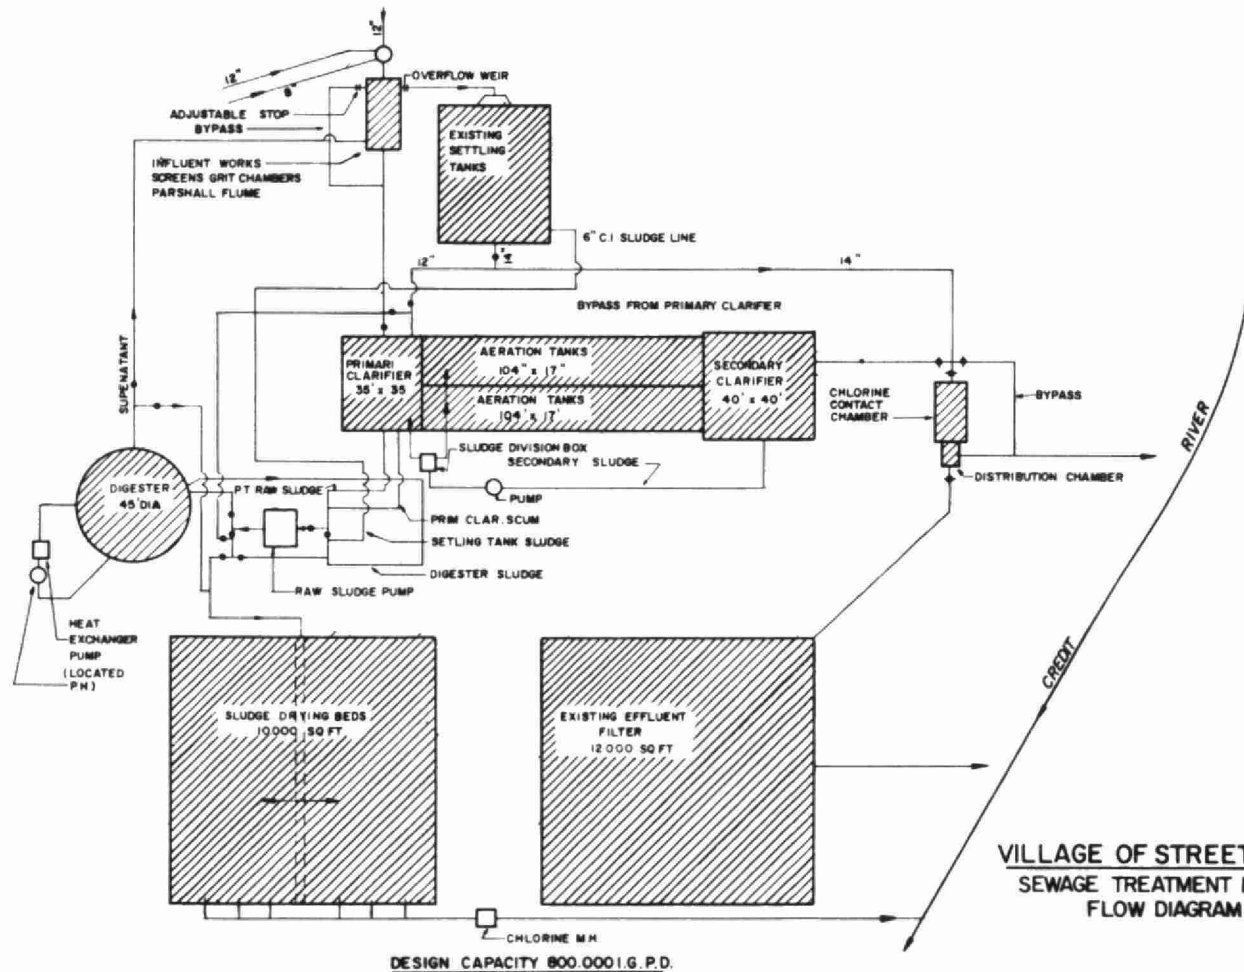 12"
12"
8"
OVERFLOW WEIR
ADJUSTABLE STOP
BYPASS
EXISTING
SETTLING
TANKS
INFLUENT WORKS
SCREENS GRIT CHAMBERS
PARSHALL FLUME
6" C.I SLUDGE LINE
12"
14"
BYPASS FROM PRIMARY CLARIFIER
SUPENATANT
PRIMARI
CLARIFIER
35' x 35
AERATION TANKS
104" x 17"
AERATION TANKS
104' x 17'
SECONDARY
CLARIFIER
40' x 40'
CHLORINE
CONTACT
CHAMBER
BYPASS
RIVER
SLUDGE DIVISION BOX
SECONDARY SLUDGE
DISTRIBUTION CHAMBER
DIGESTER
45' DIA
PT RAW SLUDGE
PUMP
PRIM CLAR. SCUM
SETLING TANK SLUDGE
DIGESTER SLUDGE
RAW SLUDGE PUMP
HEAT
EXCHANGER
PUMP
(LOCATED
P.H.)
CREDIT
SLUDGE DRYING BEDS
10.000 SQ FT
EXISTING EFFLUENT
FILTER
12.000 SQ FT
VILLAGE OF STREET
SEWAGE TREATMENT
FLOW DIAGRAM
CHLORINE M.H.
DESIGN CAPACITY 800.000 I.G.P.D.